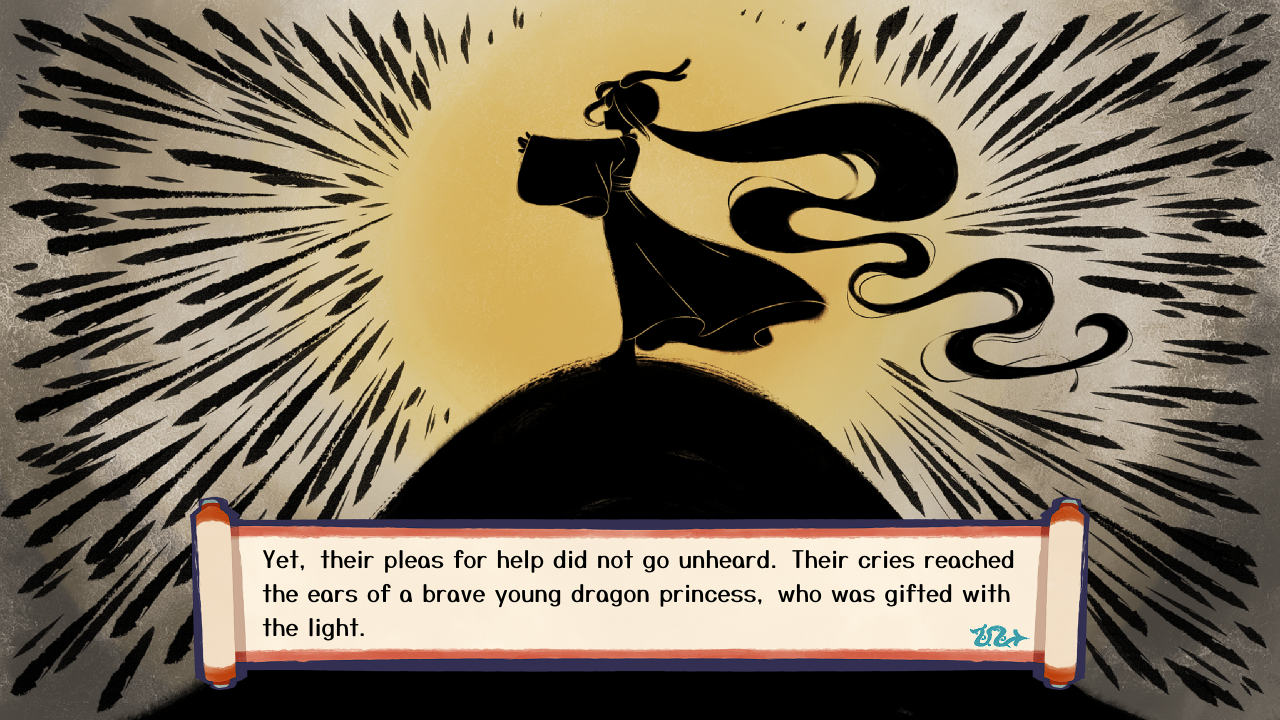 Yet, their pleas for help did not go unheard. Their cries reached
the ears of a brave young dragon princess, who was gifted with
the light.